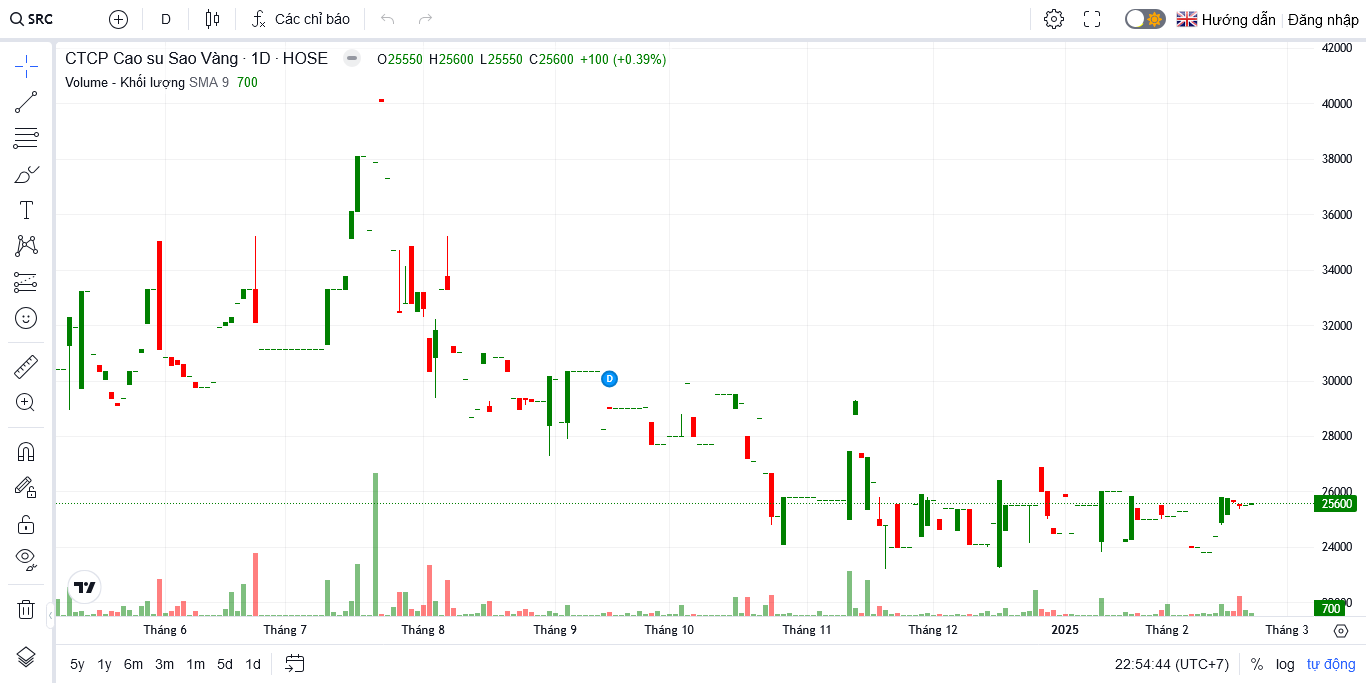 SRC D Các chỉ báo Hướng dẫn Đăng nhập
CTCP Cao su Sao Vàng · 1D · HOSE O25550 H25600 L25550 C25600 +100 (+0.39%)
Volume - Khối lượng SMA 9 700
42000
40000
38000
36000
34000
32000
30000
D
28000
26000
25600
24000
700
Tháng 6 Tháng 7 Tháng 8 Tháng 9 Tháng 10 Tháng 11 Tháng 12 2025 Tháng 2 Tháng 3
5y 1y 6m 3m 1m 5d 1d 22:54:44 (UTC+7) % log tự động